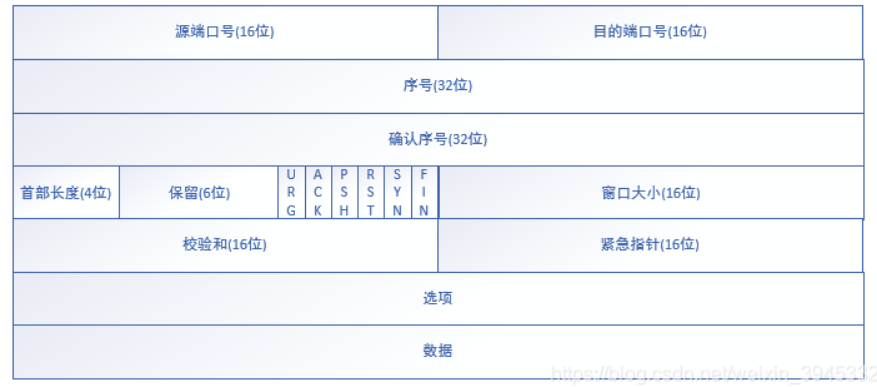 源端口号(16位) 目的端口号(16位)
序号(32位)
确认序号(32位)
首部长度(4位) 保留(6位) URG ACK PSH RST SYN FIN 窗口大小(16位)
校验和(16位) 紧急指针(16位)
选项
数据
https://blog.csdn.net/weixin_3945332